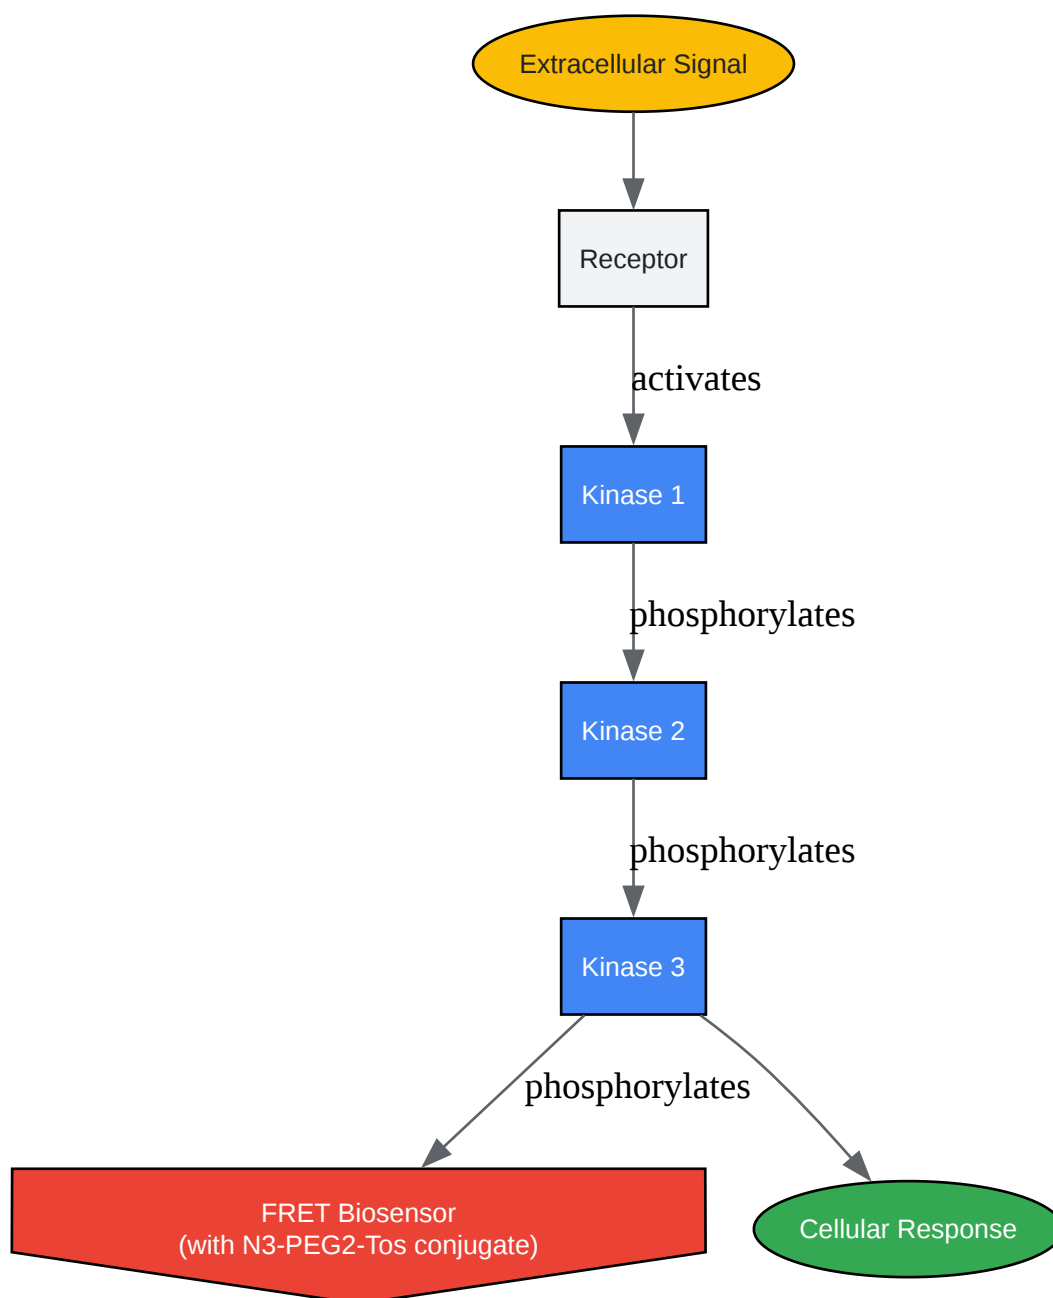 Extracellular Signal
Receptor
activates
Kinase 1
phosphorylates
Kinase 2
phosphorylates
Kinase 3
phosphorylates
FRET Biosensor
(with N3-PEG2-Tos conjugate)
Cellular Response